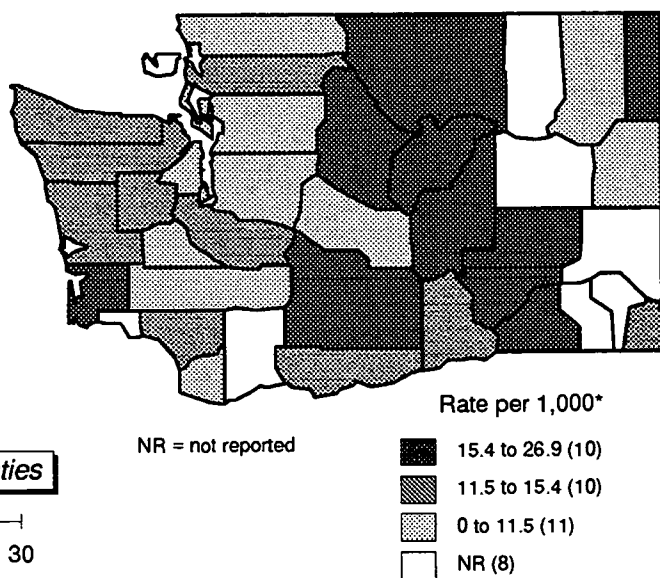 Rate per 1,000*
NR = not reported
15.4 to 26.9 (10)
11.5 to 15.4 (10)
0 to 11.5 (11)
NR (8)
ties
30